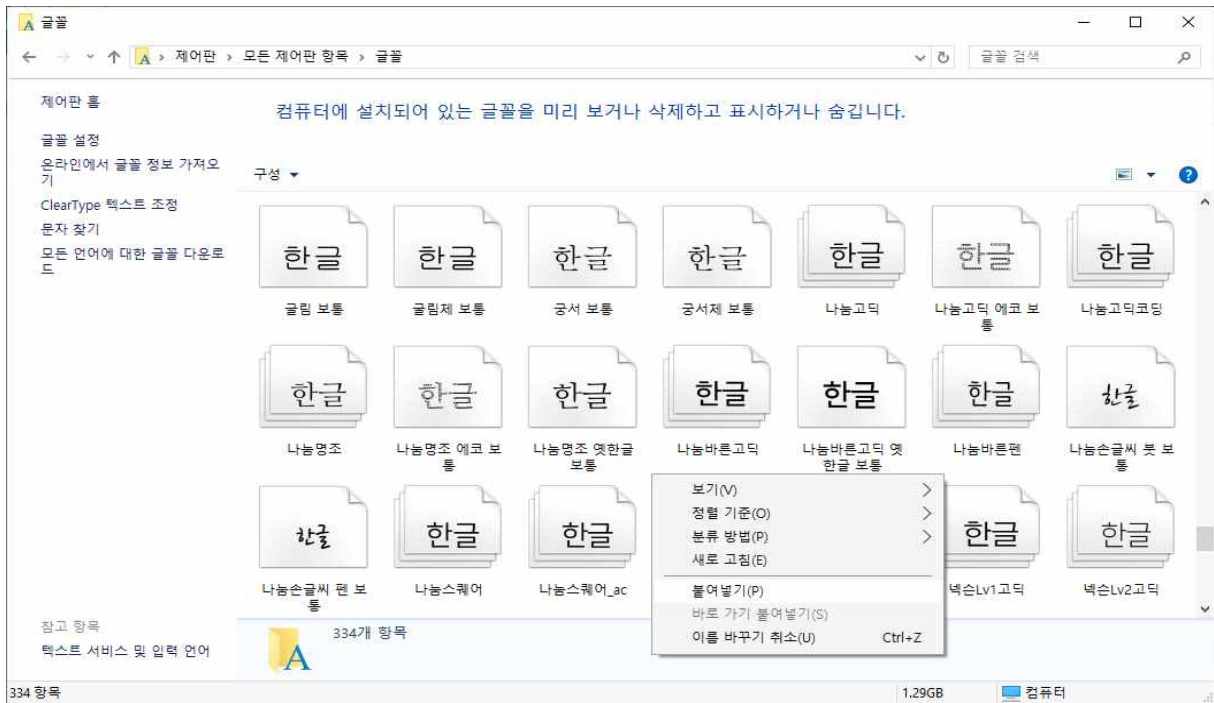 글꼴
제어판 > 모든 제어판 항목 > 글꼴
글꼴 검색
제어판 홈
글꼴 설정
온라인에서 글꼴 정보 가져오
기
ClearType 텍스트 조정
문자 찾기
모든 언어에 대한 글꼴 다운로
드
컴퓨터에 설치되어 있는 글꼴을 미리 보거나 삭제하고 표시하거나 숨깁니다.
구성
한글 한글 한글 한글 한글 한글 한글
굴림 보통 굴림체 보통 궁서 보통 궁서체 보통 나눔고딕 나눔고딕 에코 보 나눔고딕코딩
통
한글 한글 한글 한글 한글 한글 한글
나눔명조 나눔명조 에코 보 나눔명조 옛한글 나눔바른고딕 나눔바른고딕 옛 나눔바른펜 나눔손글씨 붓 보
통 보통 한글 보통 통
한글 한글 한글 한글 한글
나눔손글씨 펜 보 나눔스퀘어 나눔스퀘어_ac 넥슨Lv1고딕 넥슨Lv2고딕
통
보기(V)
정렬 기준(O)
분류 방법(P)
새로 고침(E)
붙여넣기(P)
바로 가기 붙여넣기(S)
이름 바꾸기 취소(U) Ctrl+Z
참고 항목
텍스트 서비스 및 입력 언어
334개 항목
A
334 항목 1.29GB 컴퓨터